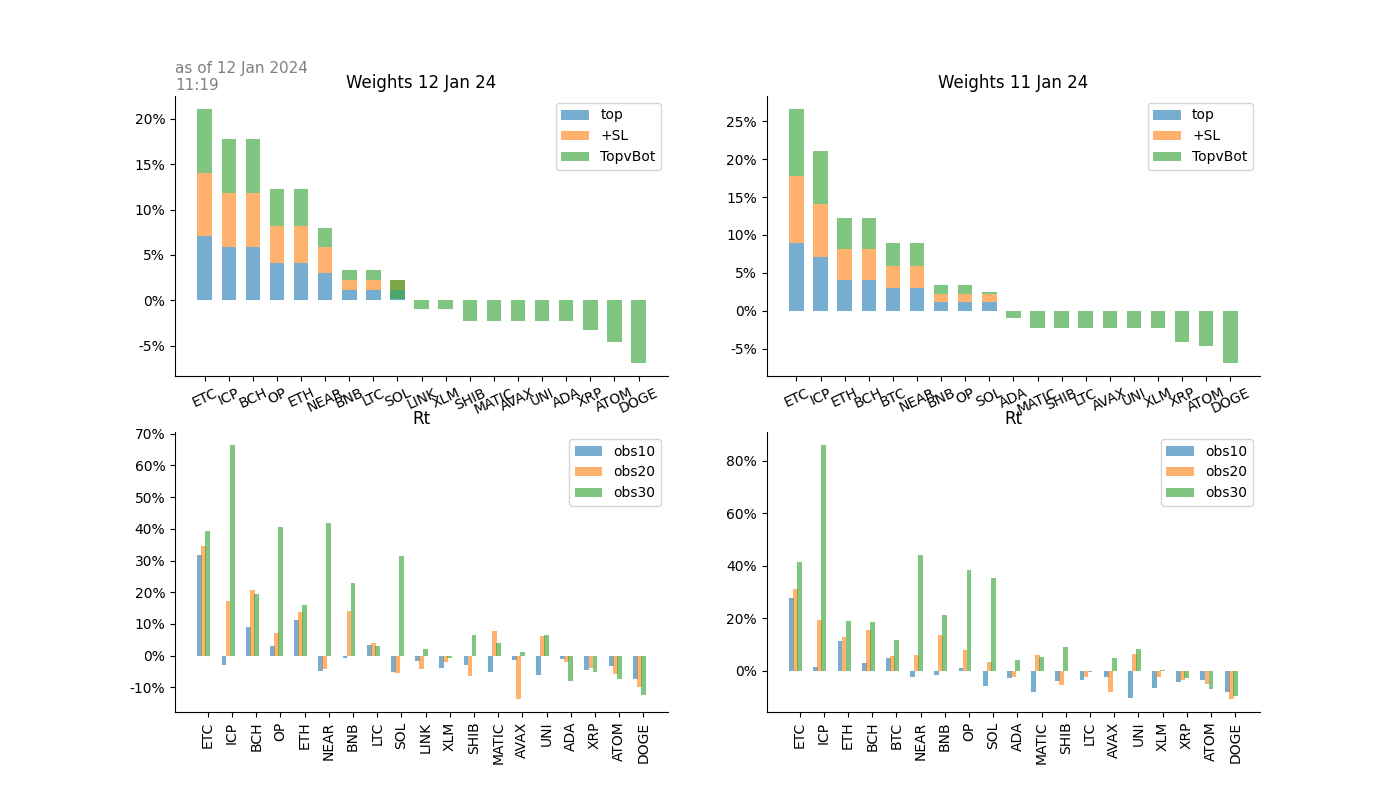 as of 12 Jan 2024
11:19
Weights 12 Jan 24
20%
15%
10%
5%
0%
-5%
top
+SL
TopvBot
ETC ICP BCH OP ETH NEAR BNB LTC SOL LINK XLM SHIB MATIC AVAX UNI ADA XRP ATOM DOGE
Weights 11 Jan 24
25%
20%
15%
10%
5%
0%
-5%
top
+SL
TopvBot
ETC ICP ETH BCH BTC NEAR BNB OP SOL ADA MATIC SHIB LTC AVAX UNI XLM XRP ATOM DOGE
Rt
70%
60%
50%
40%
30%
20%
10%
0%
-10%
obs10
obs20
obs30
ETC ICP BCH OP ETH NEAR BNB LTC SOL LINK XLM SHIB MATIC AVAX UNI ADA XRP ATOM DOGE
Rt
80%
60%
40%
20%
0%
obs10
obs20
obs30
ETC ICP ETH BCH BTC NEAR BNB OP SOL ADA MATIC SHIB LTC AVAX UNI XLM XRP ATOM DOGE